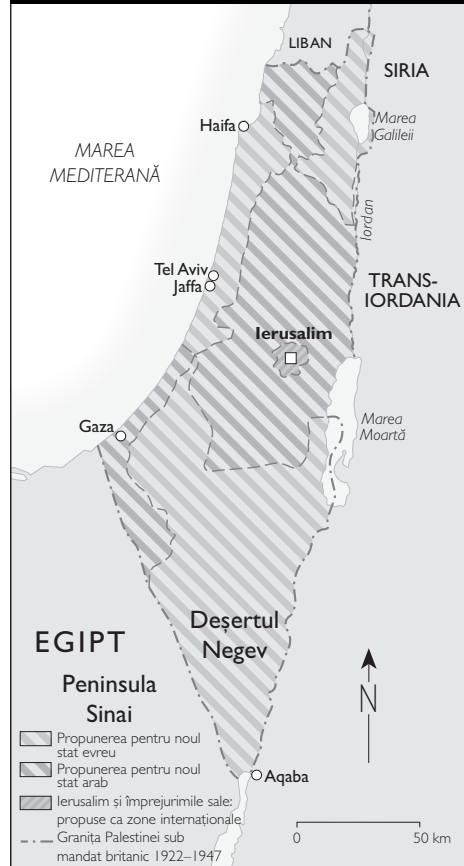 LIBAN
SIRIA
Haifa
Marea
Galileii
MAREA
MEDITERANĂ
Iordan
Tel Aviv
Jaffa
TRANS-
IORDANIA
Ierusalim
Gaza
Marea
Moartă
Deșertul
Negev
EGIPT
Peninsula
Sinai
N
Propunerea pentru noul
stat evreu
Propunerea pentru noul
stat arab
Aqaba
Ierusalim și împrejurimile sale:
propuse ca zone internaționale
Granița Palestinei sub
mandat britanic 1922–1947
0 50 km